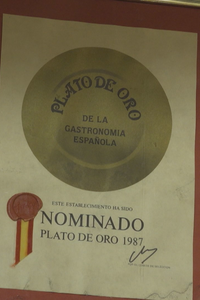 PLATO DE ORO
DE LA
GASTRONOMIA
ESPAÑOLA
ESTE ESTABLECIMIENTO HA SIDO
NOMINADO
PLATO DE ORO 1987